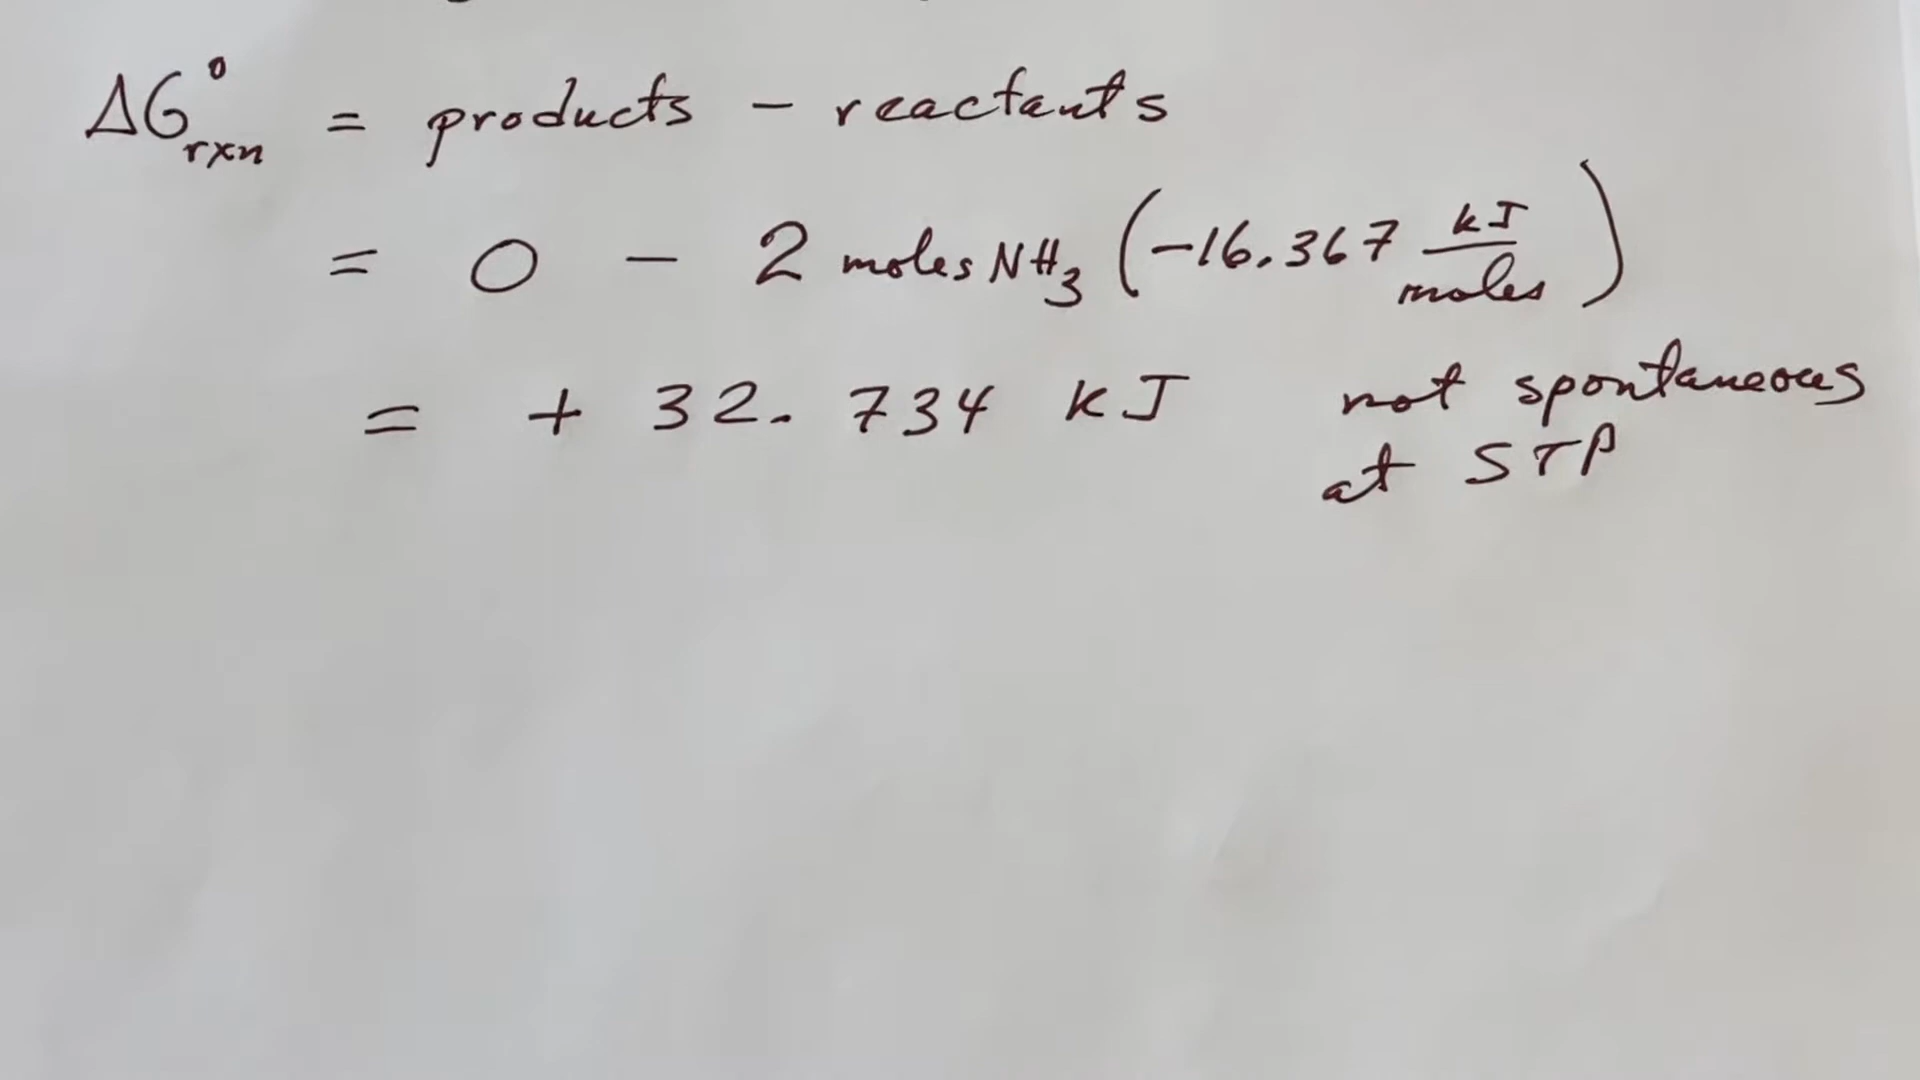 ΔG°rxn = products - reactants
= 0 - 2 moles NH₃ (-16.367 kJ/moles)
= + 32.734 kJ not spontaneous
at STP